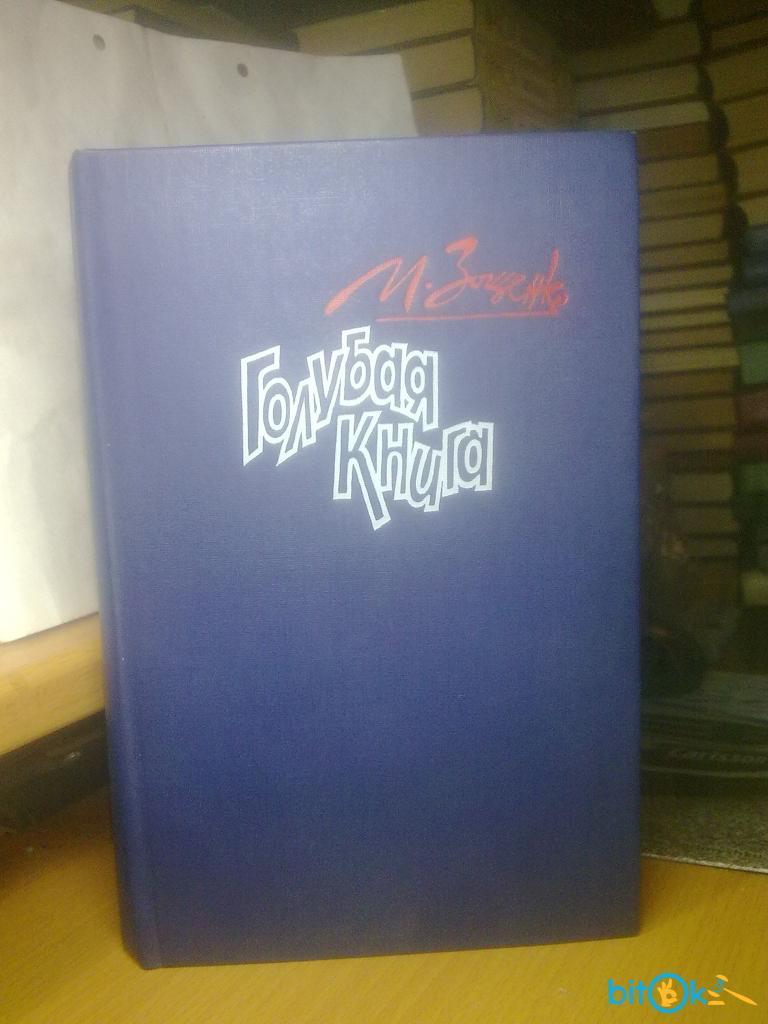 М. Зощенко
Голубая
Книга
bitOk